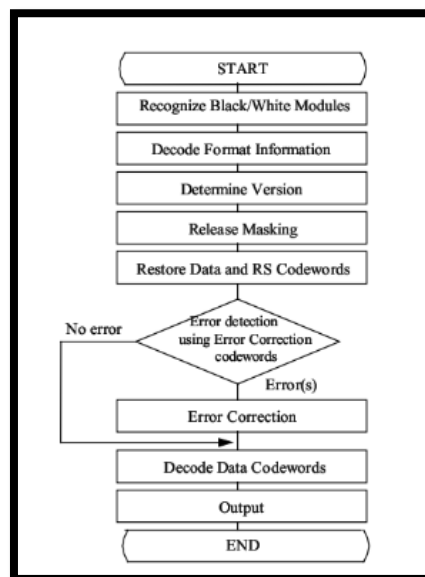 START
Recognize Black/White Modules
Decode Format Information
Determine Version
Release Masking
Restore Data and RS Codewords
No error
Error detection
using Error Correction
codewords
Error(s)
Error Correction
Decode Data Codewords
Output
END